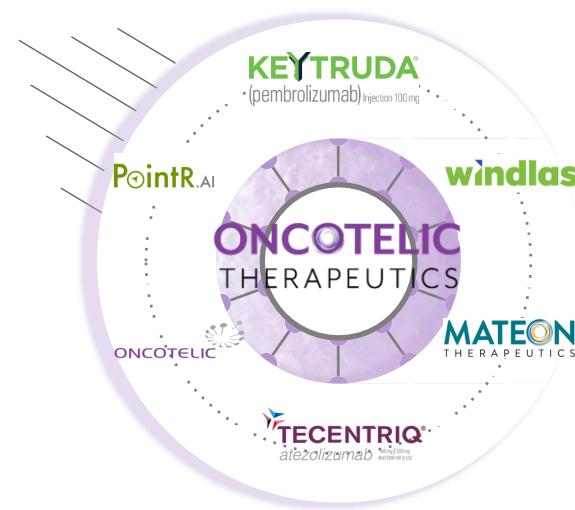 KEYTRUDA®
(pembrolizumab) Injection 100 mg
PointR.AI
windlas
ONCOTELIC
THERAPEUTICS
ONCOTELIC
MATEON
THERAPEUTICS
TECENTRIQ®
atezolizumab